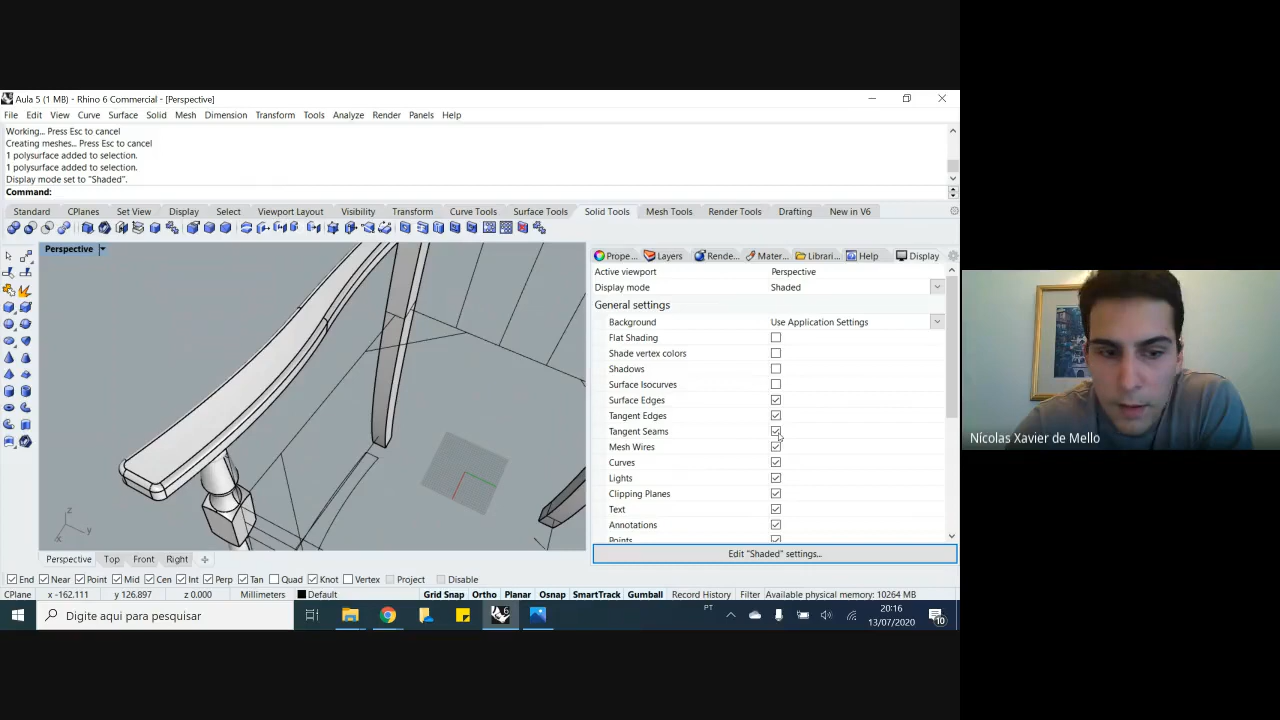 Aula 5 (1 MB) - Rhino 6 Commercial - [Perspective]
File Edit View Curve Surface Solid Mesh Dimension Transform Tools Analyze Render Panels Help
Working... Press Esc to cancel
Creating meshes... Press Esc to cancel
1 polysurface added to selection.
1 polysurface added to selection.
Display mode set to "Shaded".
Command:
Standard CPlanes Set View Display Select Viewport Layout Visibility Transform Curve Tools Surface Tools Solid Tools Mesh Tools Render Tools Drafting New in V6
Perspective
Prope... Layers Rende... Mater... Librari... Help Display
Active viewport Perspective
Display mode Shaded
General settings
Background Use Application Settings
Flat Shading
Shade vertex colors
Shadows
Surface Isocurves
Surface Edges
Tangent Edges
Tangent Seams
Mesh Wires
Curves
Lights
Clipping Planes
Text
Annotations
Points
Edit "Shaded" settings...
z
y
x
Perspective Top Front Right
End Near Point Mid Cen Int Perp Tan Quad Knot Vertex Project Disable
CPlane x -162.111 y 126.897 z 0.000 Millimeters Default Grid Snap Ortho Planar Osnap SmartTrack Gumball Record History Filter Available physical memory: 10264 MB
Digite aqui para pesquisar
6
PT
20:16
13/07/2020
10
Nícolas Xavier de Mello